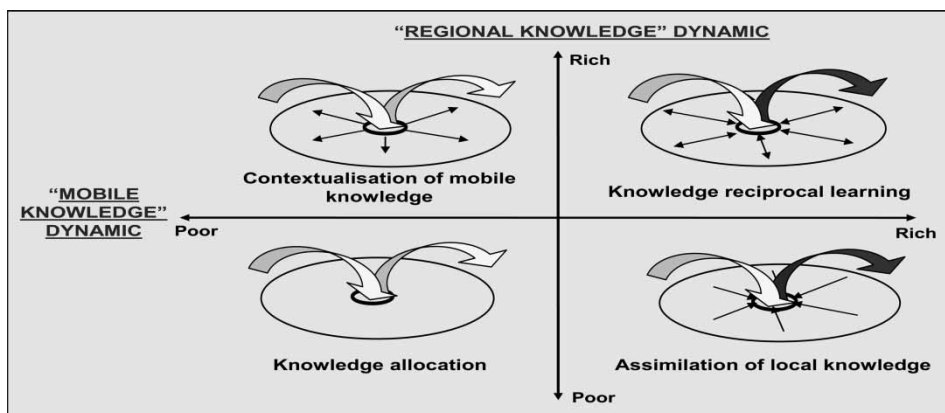 “REGIONAL KNOWLEDGE” DYNAMIC
Rich
Contextualisation of mobile
knowledge
Knowledge reciprocal learning
“MOBILE
KNOWLEDGE”
DYNAMIC
Poor
Rich
Knowledge allocation
Assimilation of local knowledge
Poor